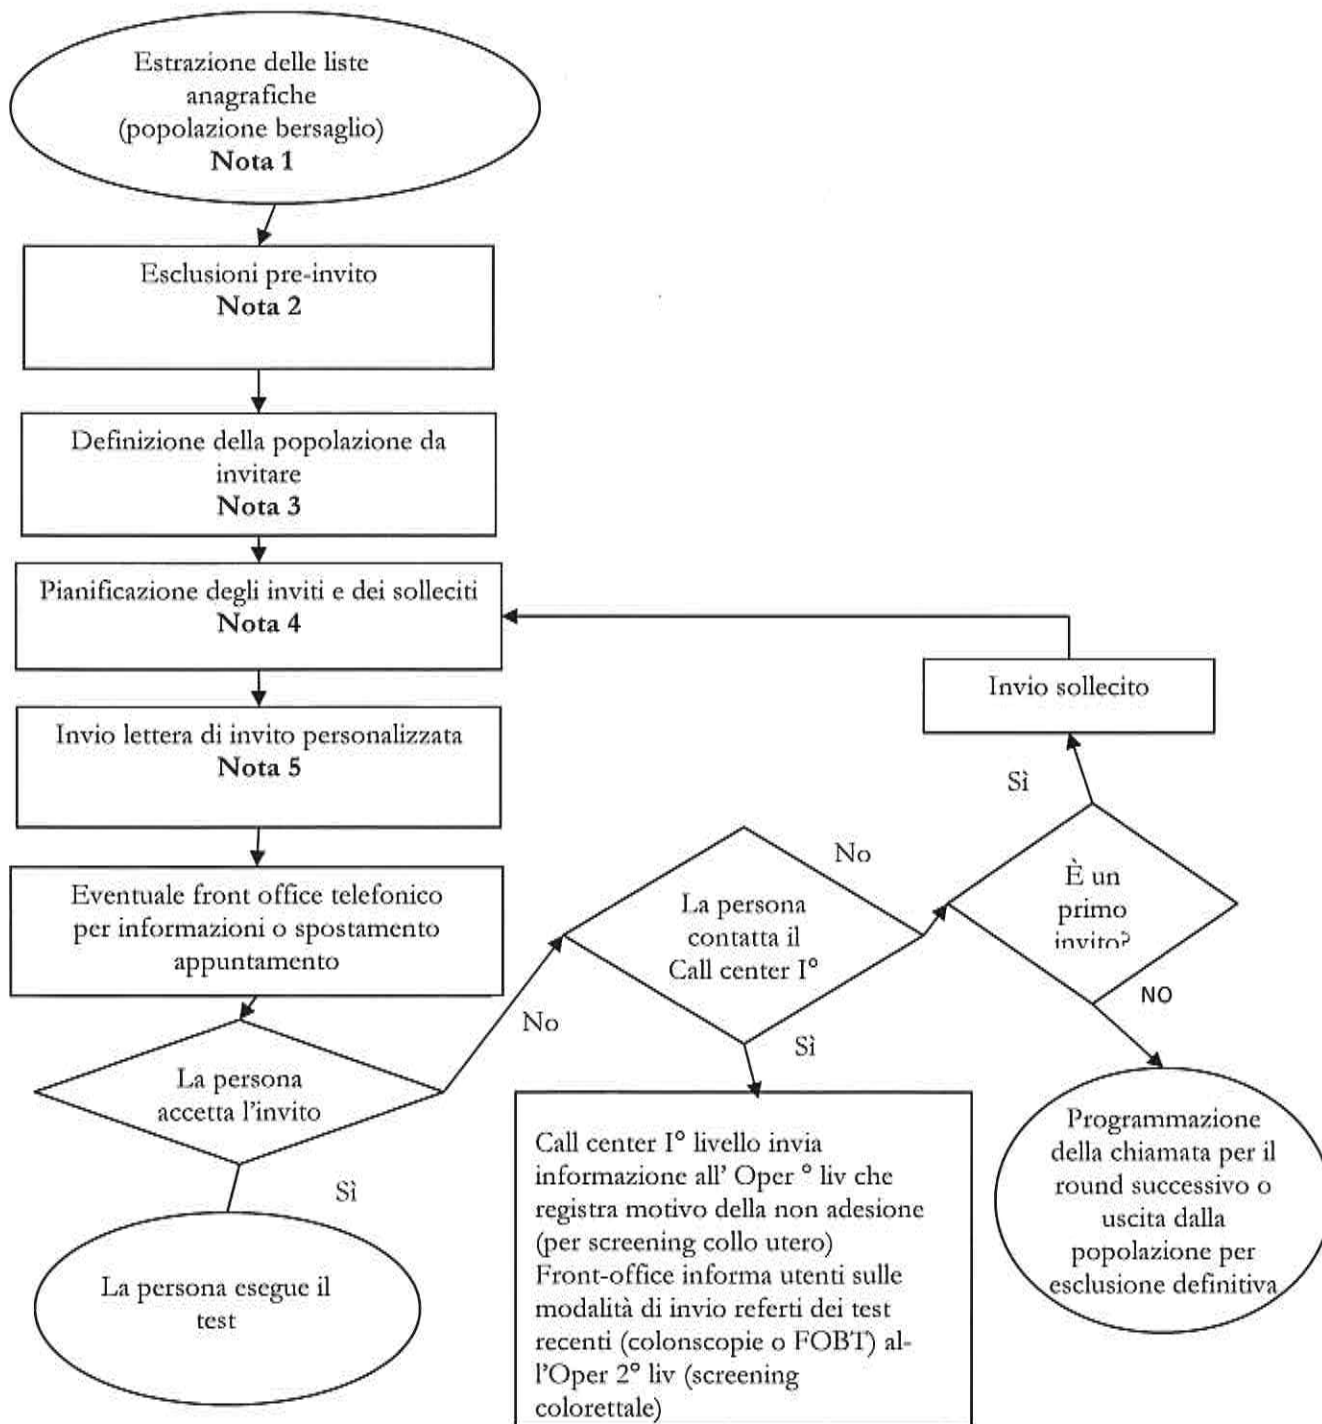 Estrazione delle liste
anagrafiche
(popolazione bersaglio)
Nota 1
Esclusioni pre-invito
Nota 2
Definizione della popolazione da
invitare
Nota 3
Pianificazione degli inviti e dei solleciti
Nota 4
Invio lettera di invito personalizzata
Nota 5
Eventuale front office telefonico
per informazioni o spostamento
appuntamento
La persona
accetta l'invito
Sì
La persona esegue il
test
No
La persona
contatta il
Call center I°
No
Sì
Call center I° livello invia
informazione all' Oper ° liv che
registra motivo della non adesione
(per screening collo utero)
Front-office informa utenti sulle
modalità di invio referti dei test
recenti (colonscopie o FOBT) al-
l'Oper 2° liv (screening
colorettale)
È un
primo
invito?
Sì
Invio sollecito
NO
Programmazione
della chiamata per il
round successivo o
uscita dalla
popolazione per
esclusione definitiva